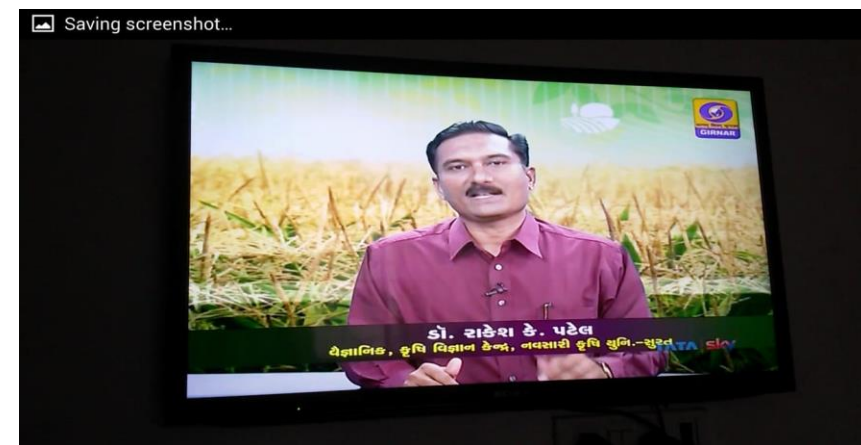 Saving screenshot...
GIRNAR
ડૉ. રાકેશ કે. પટેલ
વૈજ્ઞાનિક, કૃષિ વિજ્ઞાન કેન્દ્ર, નવસારી કૃષિ યુનિ.-સુરત
TATA sky